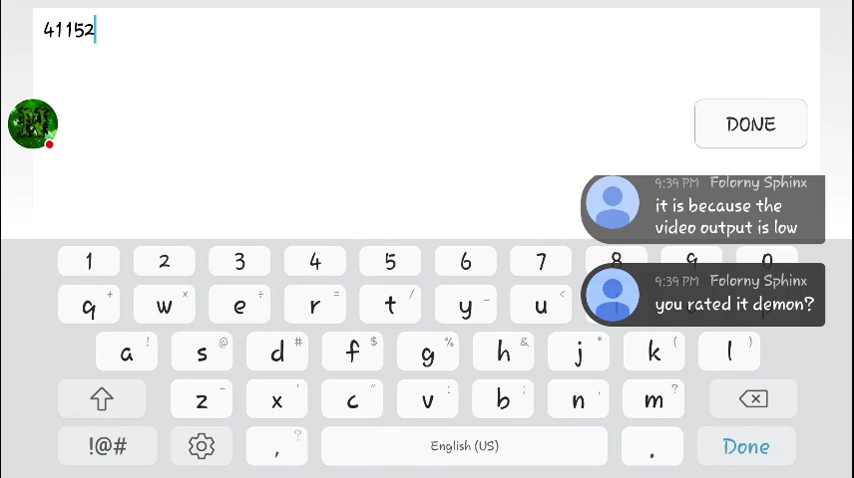 41152
N
DONE
9:39 PM Folorny Sphinx
it is because the
video output is low
9:39 PM Folorny Sphinx
you rated it demon?
1 2 3 4 5 6 7 8 9 0
q + w × e ÷ r = t / y _ u <
a ! s @ d # f $ g % h & j * k ( l )
z - x ' c " v : b ; n , m ?
!@# , ? English (US) . Done